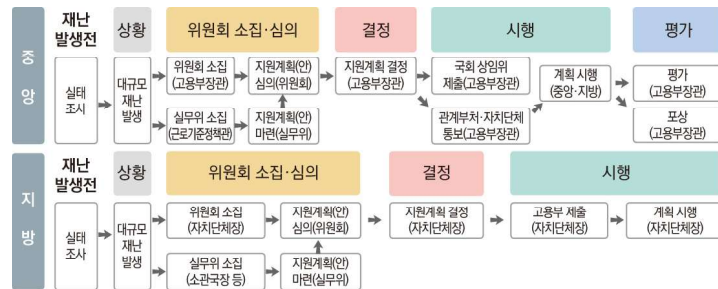 중앙
재난
발생전
상황
위원회 소집·심의
결정
시행
평가
실태
조시
대규모
재난
발생
위원회 소집
(고용부장관)
지원계획(안)
심의(위원회)
지원계획 결정
(고용부장관)
국회 상임위
제출(고용부장관)
계획 시행
(중앙·지방)
평가
(고용부장관)
실무위 소집
(근로기준정책관)
지원계획(안)
마련(실무위)
관계부처·자치단체
통보(고용부장관)
포상
(고용부장관)
지방
재난
발생전
상황
위원회 소집·심의
결정
시행
실태
조사
대규모
재난
발생
위원회 소집
(자치단체장)
지원계획(안)
심의(위원회)
지원계획 결정
(자치단체장)
고용부 제출
(자치단체장)
계획 시행
(자치단체장)
실무위 소집
(소관국장 등)
지원계획(안)
마련(실무위)